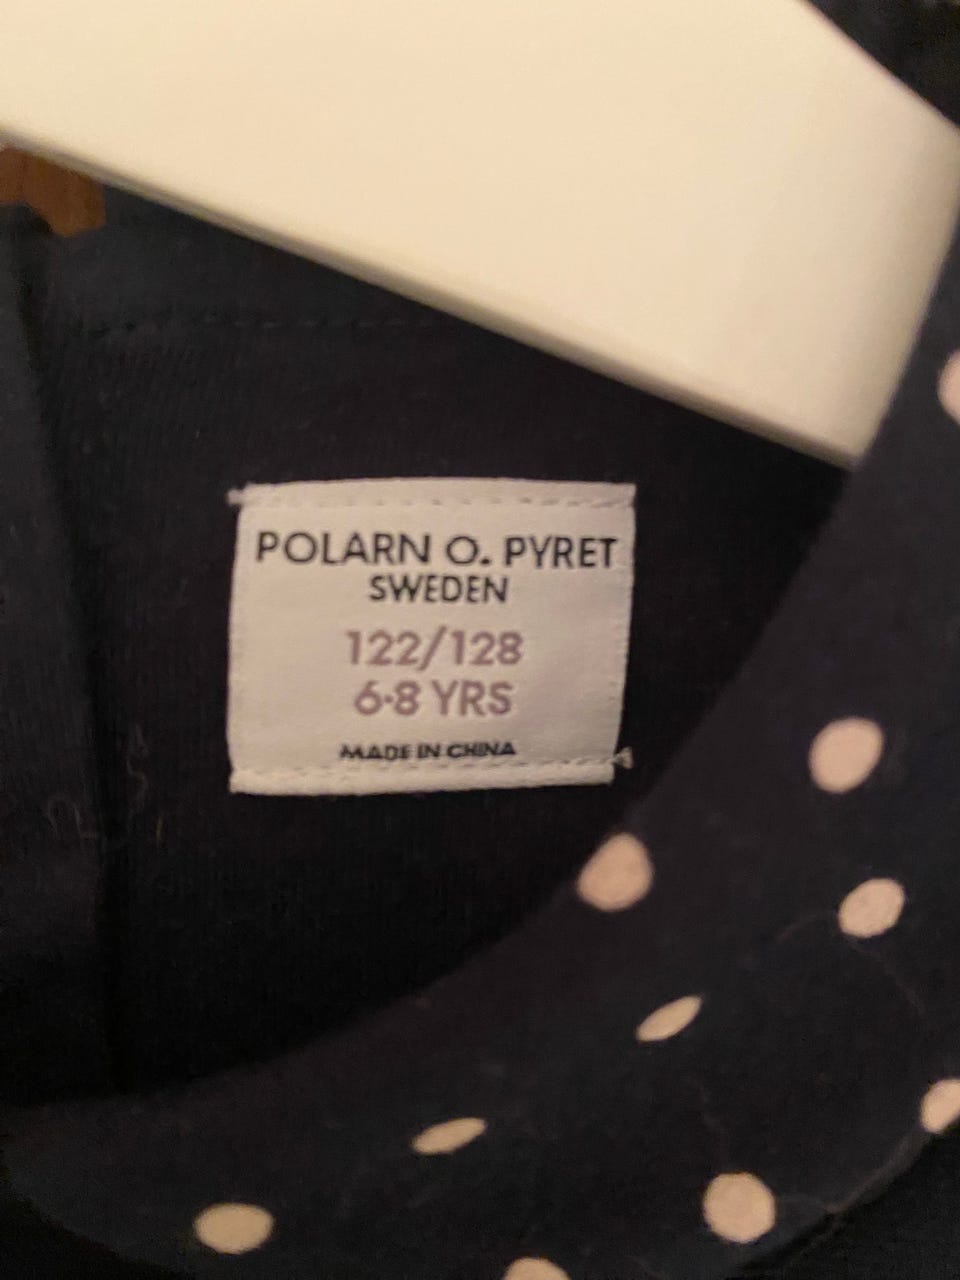 POLARN O. PYRET
SWEDEN
122/128
6-8 YRS
MADE IN CHINA